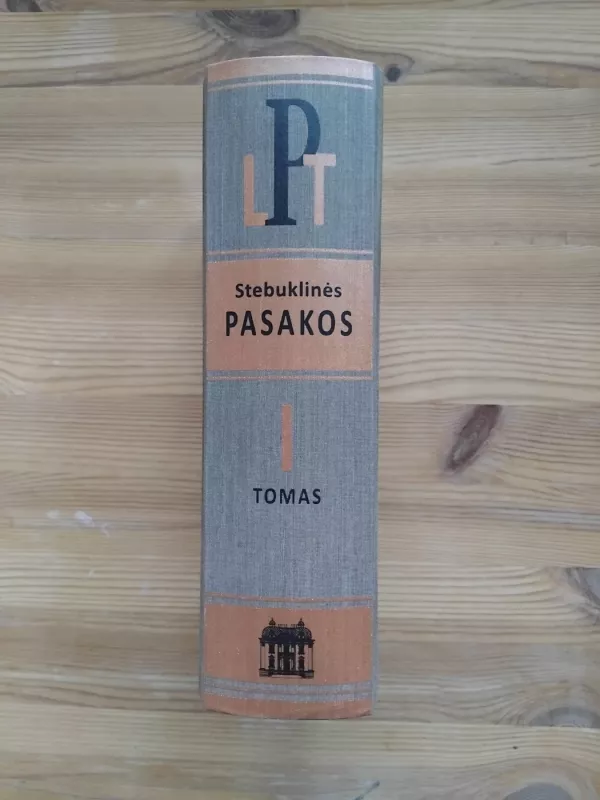 LPT
Stebuklinės
PASAKOS
I
TOMAS